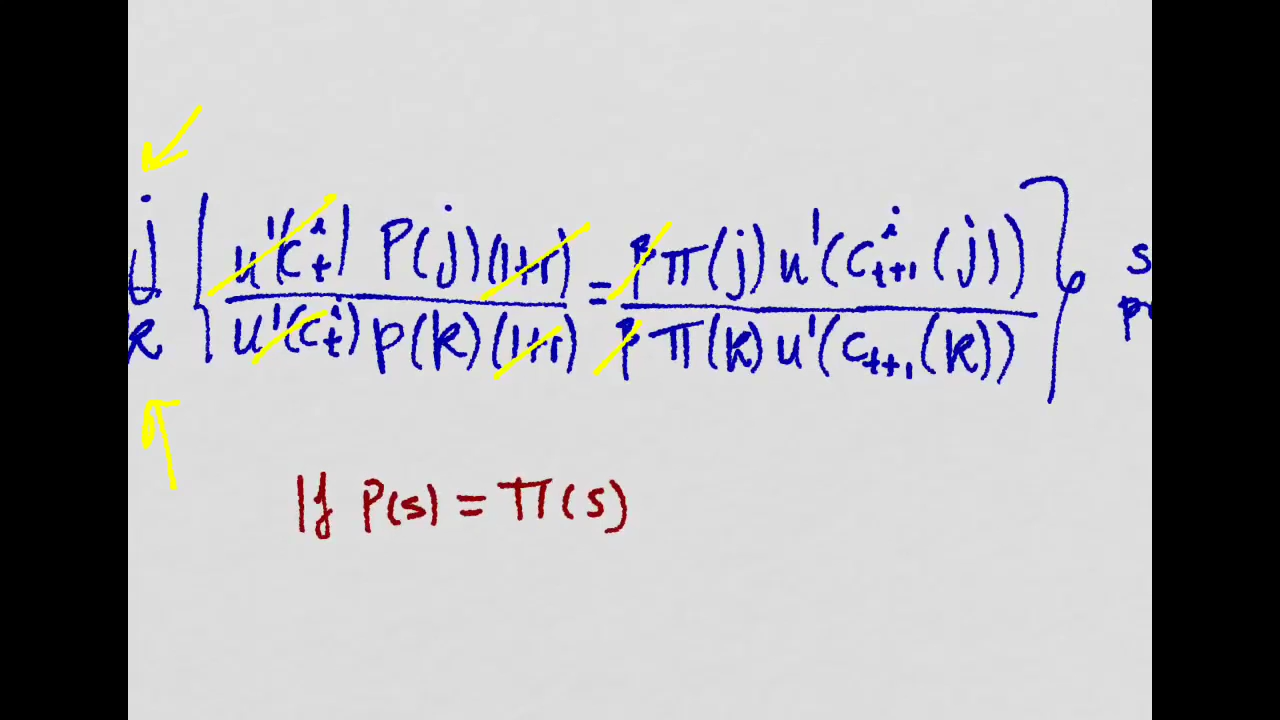 j u'(c_t^i) P(j)(1+r) = β π(j) u'(c_{t+1}^i(j))
k u'(c_t^i) P(k)(1+r) β π(k) u'(c_{t+1}(k))
If P(s) = π(s)